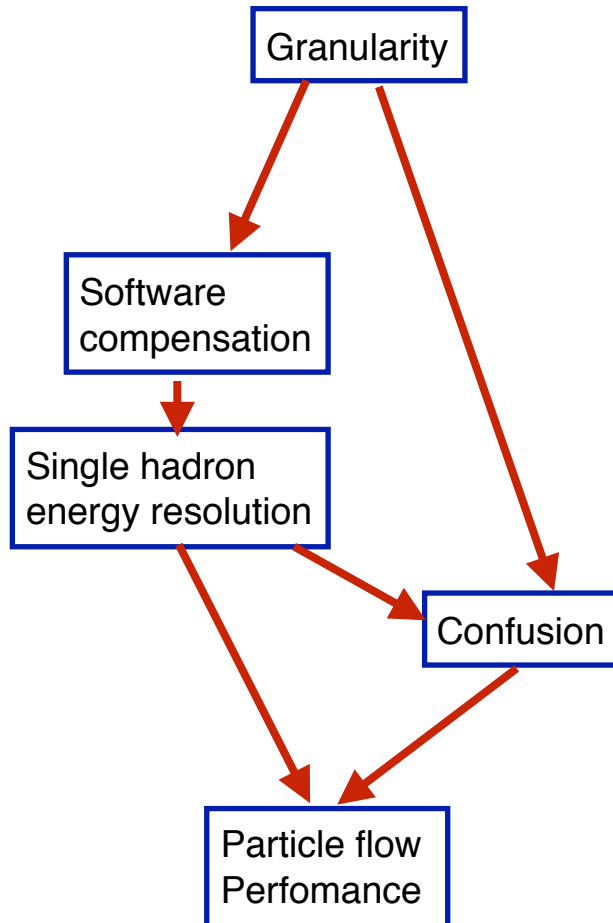 Granularity
Software
compensation
Single hadron
energy resolution
Confusion
Particle flow
Perfomance